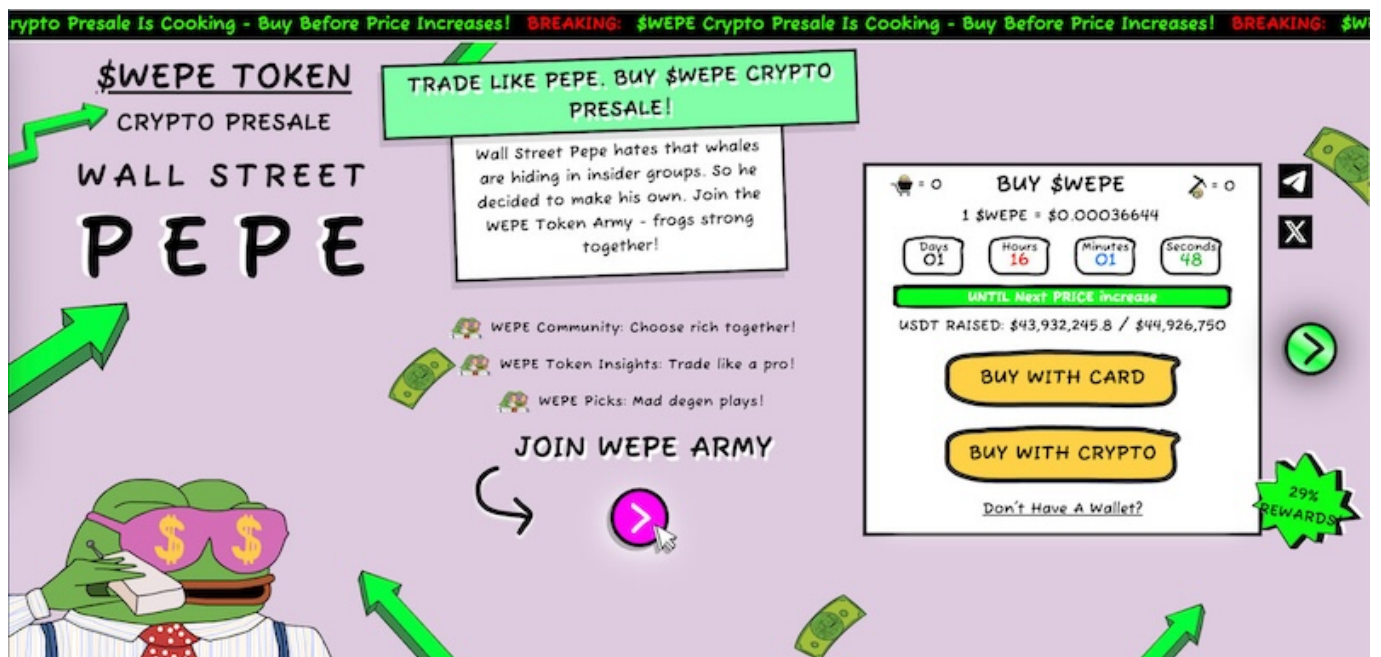 rypto Presale Is Cooking - Buy Before Price Increases! BREAKING: $WEPE Crypto Presale Is Cooking - Buy Before Price Increases! BREAKING: $W
$WEPE TOKEN
CRYPTO PRESALE
WALL STREET
PEPE
TRADE LIKE PEPE. BUY $WEPE CRYPTO
PRESALE!
Wall Street Pepe hates that whales
are hiding in insider groups. So he
decided to make his own. Join the
WEPE Token Army - frogs strong
together!
WEPE Community: Choose rich together!
WEPE Token Insights: Trade like a pro!
WEPE Picks: Mad degen plays!
JOIN WEPE ARMY
= 0 BUY $WEPE = 0
1 $WEPE = $0.00036644
Days Hours Minutes Seconds
01 16 01 48
UNTIL Next PRICE increase
USDT RAISED: $43,932,245.8 / $44,926,750
BUY WITH CARD
BUY WITH CRYPTO
Don't Have A Wallet?
29%
REWARDS!